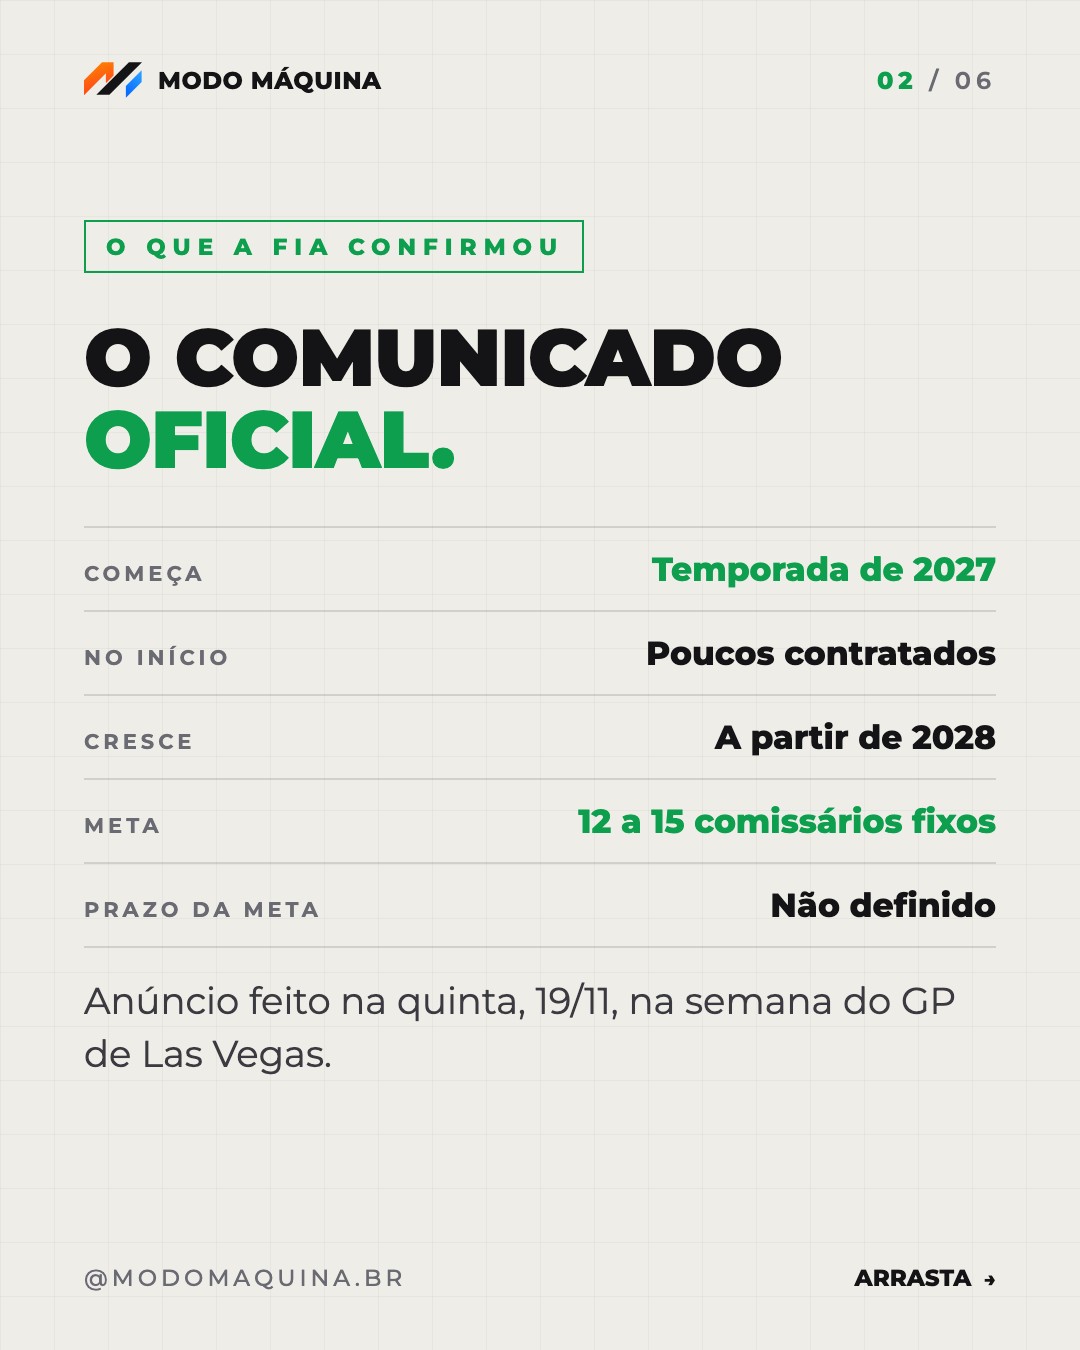 MODO MÁQUINA
02 / 06
O QUE A FIA CONFIRMOU
O COMUNICADO
OFICIAL.
COMEÇA
Temporada de 2027
NO INÍCIO
Poucos contratados
CRESCE
A partir de 2028
META
12 a 15 comissários fixos
PRAZO DA META
Não definido
Anúncio feito na quinta, 19/11, na semana do GP
de Las Vegas.
@MODOMAQUINA.BR
ARRASTA →